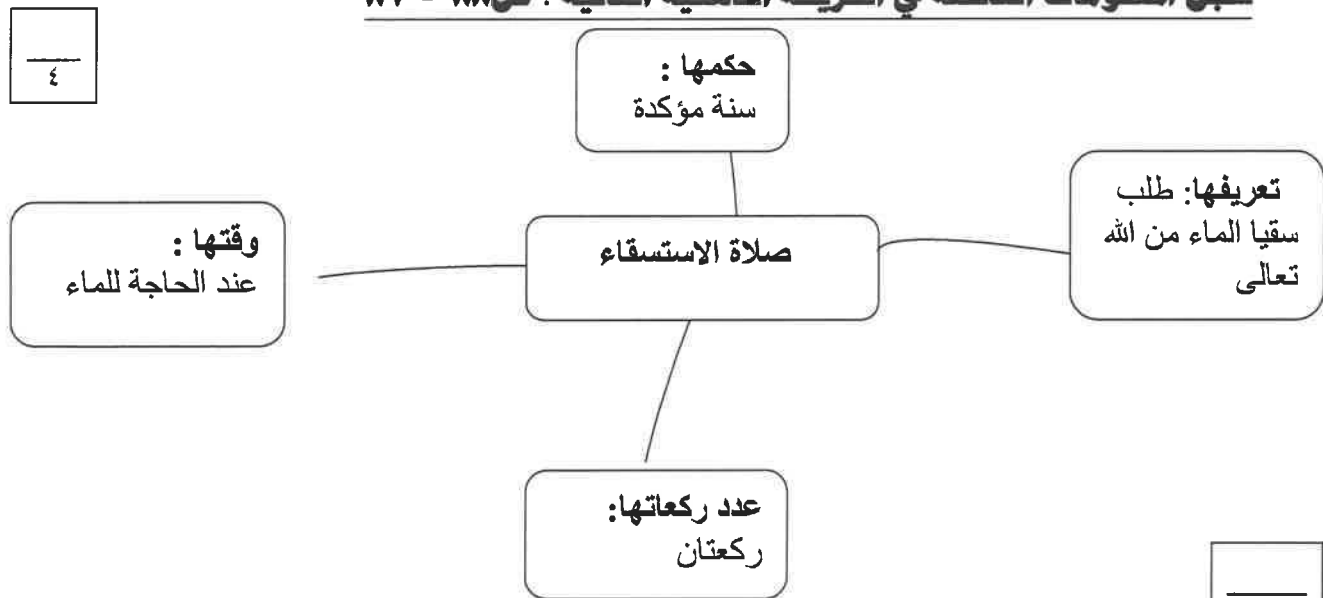 ٤
حكمها :
سنة مؤكدة
تعريفها: طلب
سقيا الماء من الله
تعالى
صلاة الاستسقاء
وقتها :
عند الحاجة للماء
عدد ركعاتها:
ركعتان